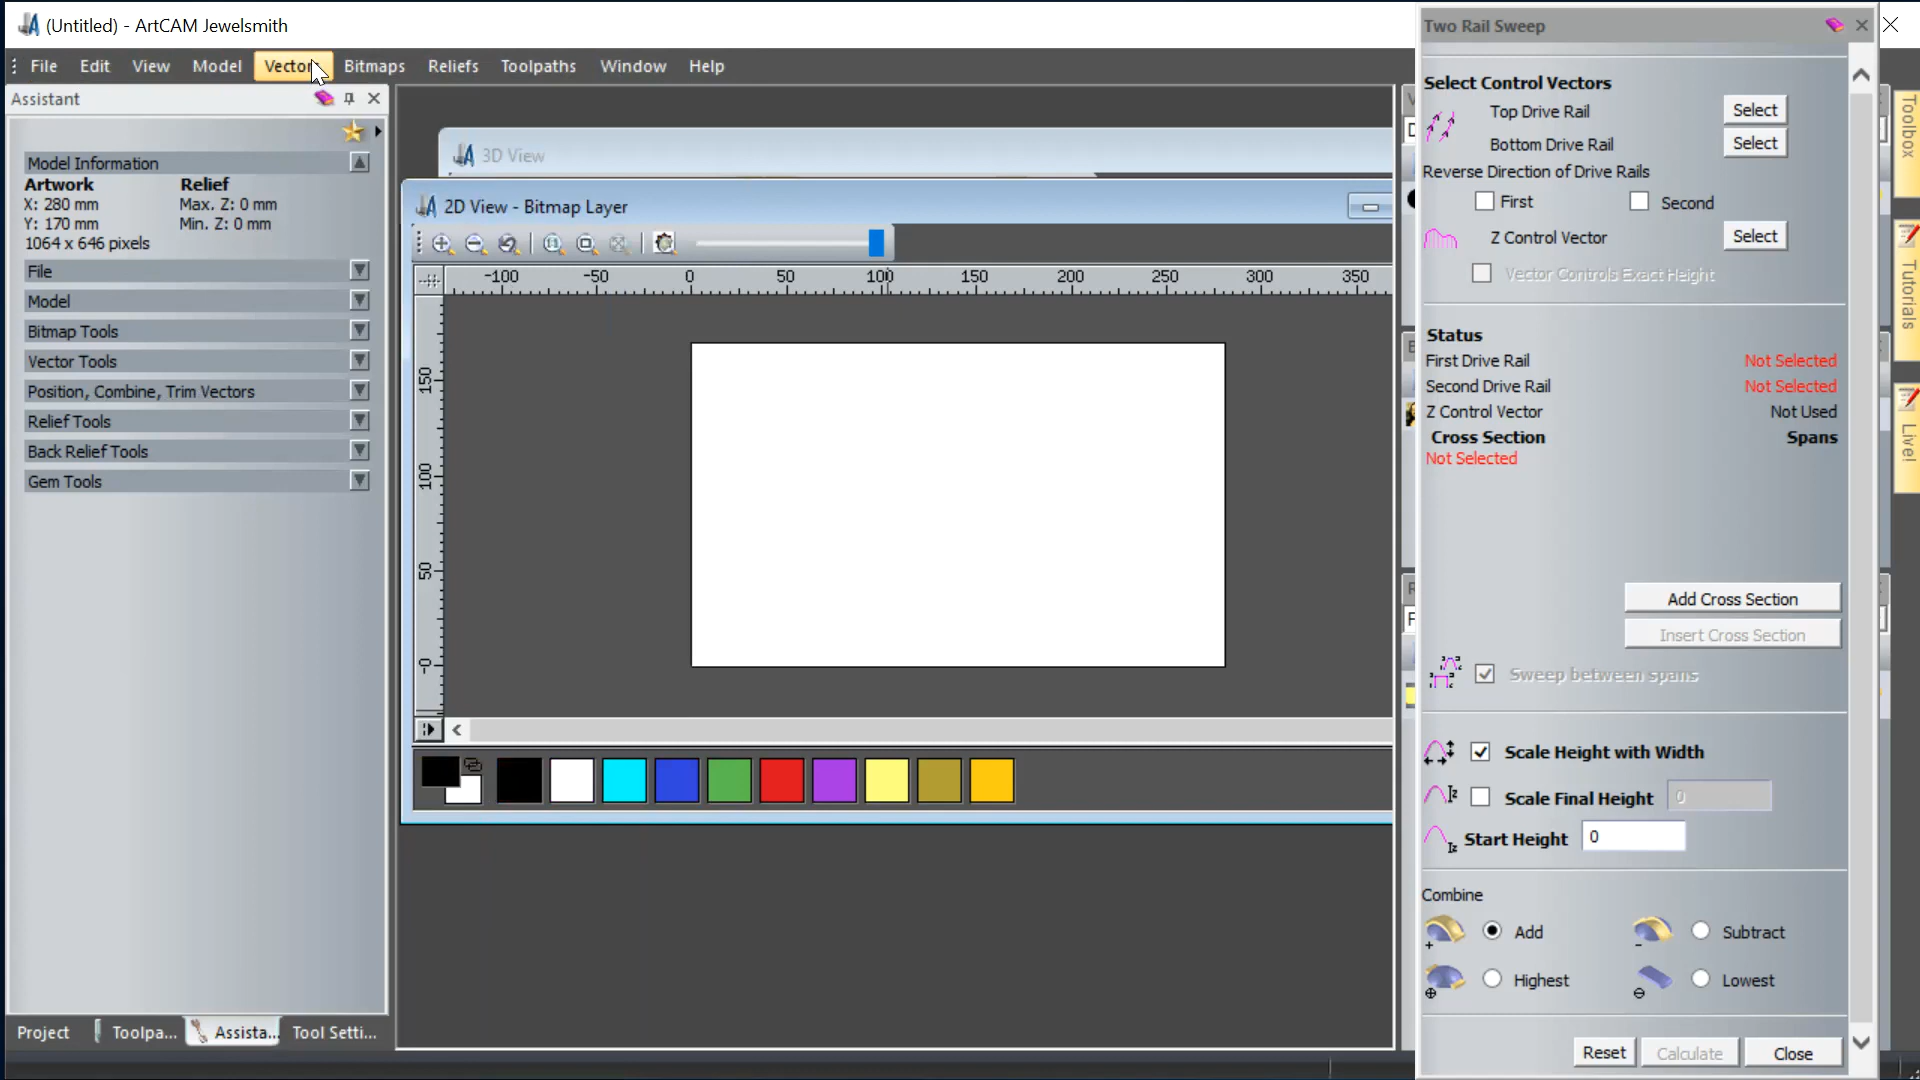 (Untitled) - ArtCAM Jewelsmith
File Edit View Model Vectors Bitmaps Reliefs Toolpaths Window Help
Assistant
Model Information
Artwork Relief
X: 280 mm Max. Z: 0 mm
Y: 170 mm Min. Z: 0 mm
1064 x 646 pixels
File
Model
Bitmap Tools
Vector Tools
Position, Combine, Trim Vectors
Relief Tools
Back Relief Tools
Gem Tools
Project Toolpa... Assista... Tool Setti...
3D View
2D View - Bitmap Layer
-100 -50 0 50 100 150 200 250 300 350
150
100
50
-0
Two Rail Sweep
Select Control Vectors
Top Drive Rail Select
Bottom Drive Rail Select
Reverse Direction of Drive Rails
First Second
Z Control Vector Select
Vector Controls Exact Height
Status
First Drive Rail Not Selected
Second Drive Rail Not Selected
Z Control Vector Not Used
Cross Section Spans
Not Selected
Add Cross Section
Insert Cross Section
Sweep between spans
Scale Height with Width
Scale Final Height 0
Start Height 0
Combine
Add Subtract
Highest Lowest
Reset Calculate Close
Toolbox
Tutorials
Live!